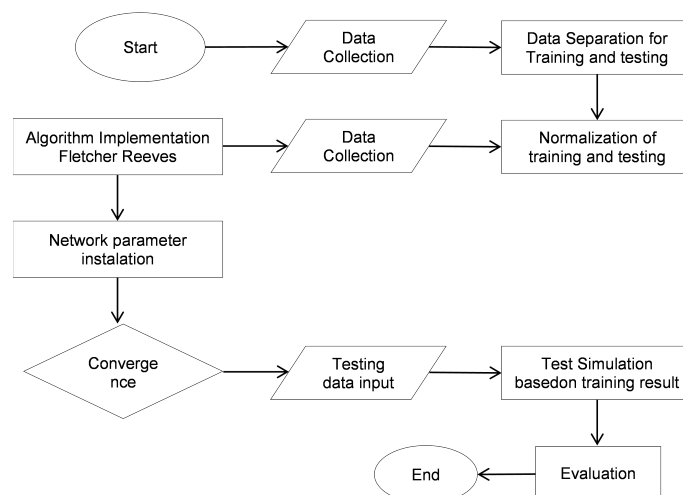 Start
Data
Collection
Data Separation for
Training and testing
Algorithm Implementation
Fletcher Reeves
Data
Collection
Normalization of
training and testing
Network parameter
instalation
Converge
nce
Testing
data input
Test Simulation
basedon training result
End
Evaluation